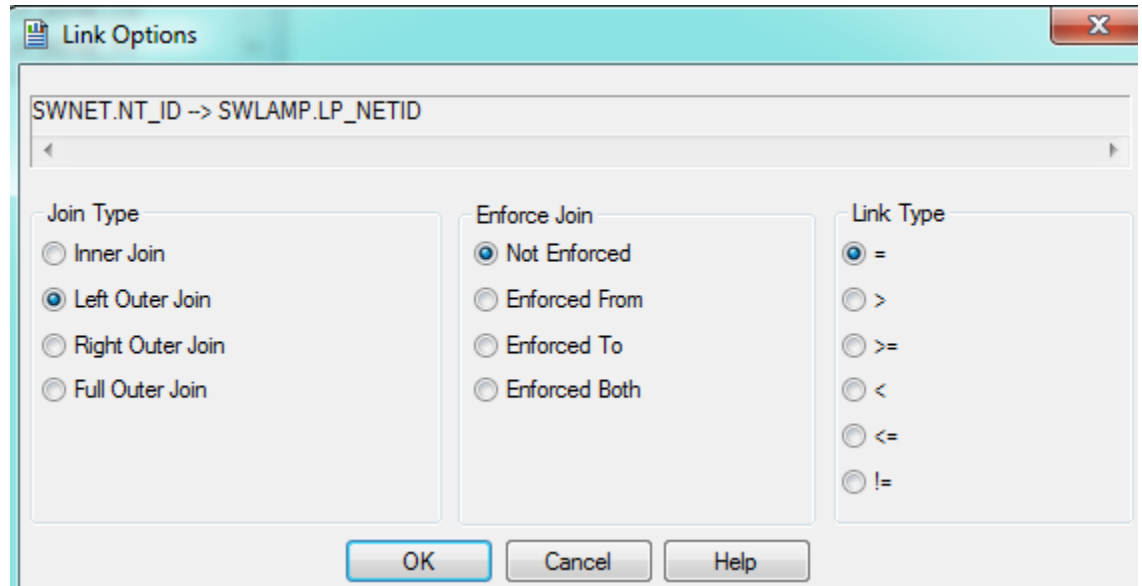 Link Options
X
SWNET.NT_ID --> SWLAMP.LP_NETID
Join Type
Inner Join
Left Outer Join
Right Outer Join
Full Outer Join
Enforce Join
Not Enforced
Enforced From
Enforced To
Enforced Both
Link Type
=
>
>=
<
<=
!=
OK
Cancel
Help